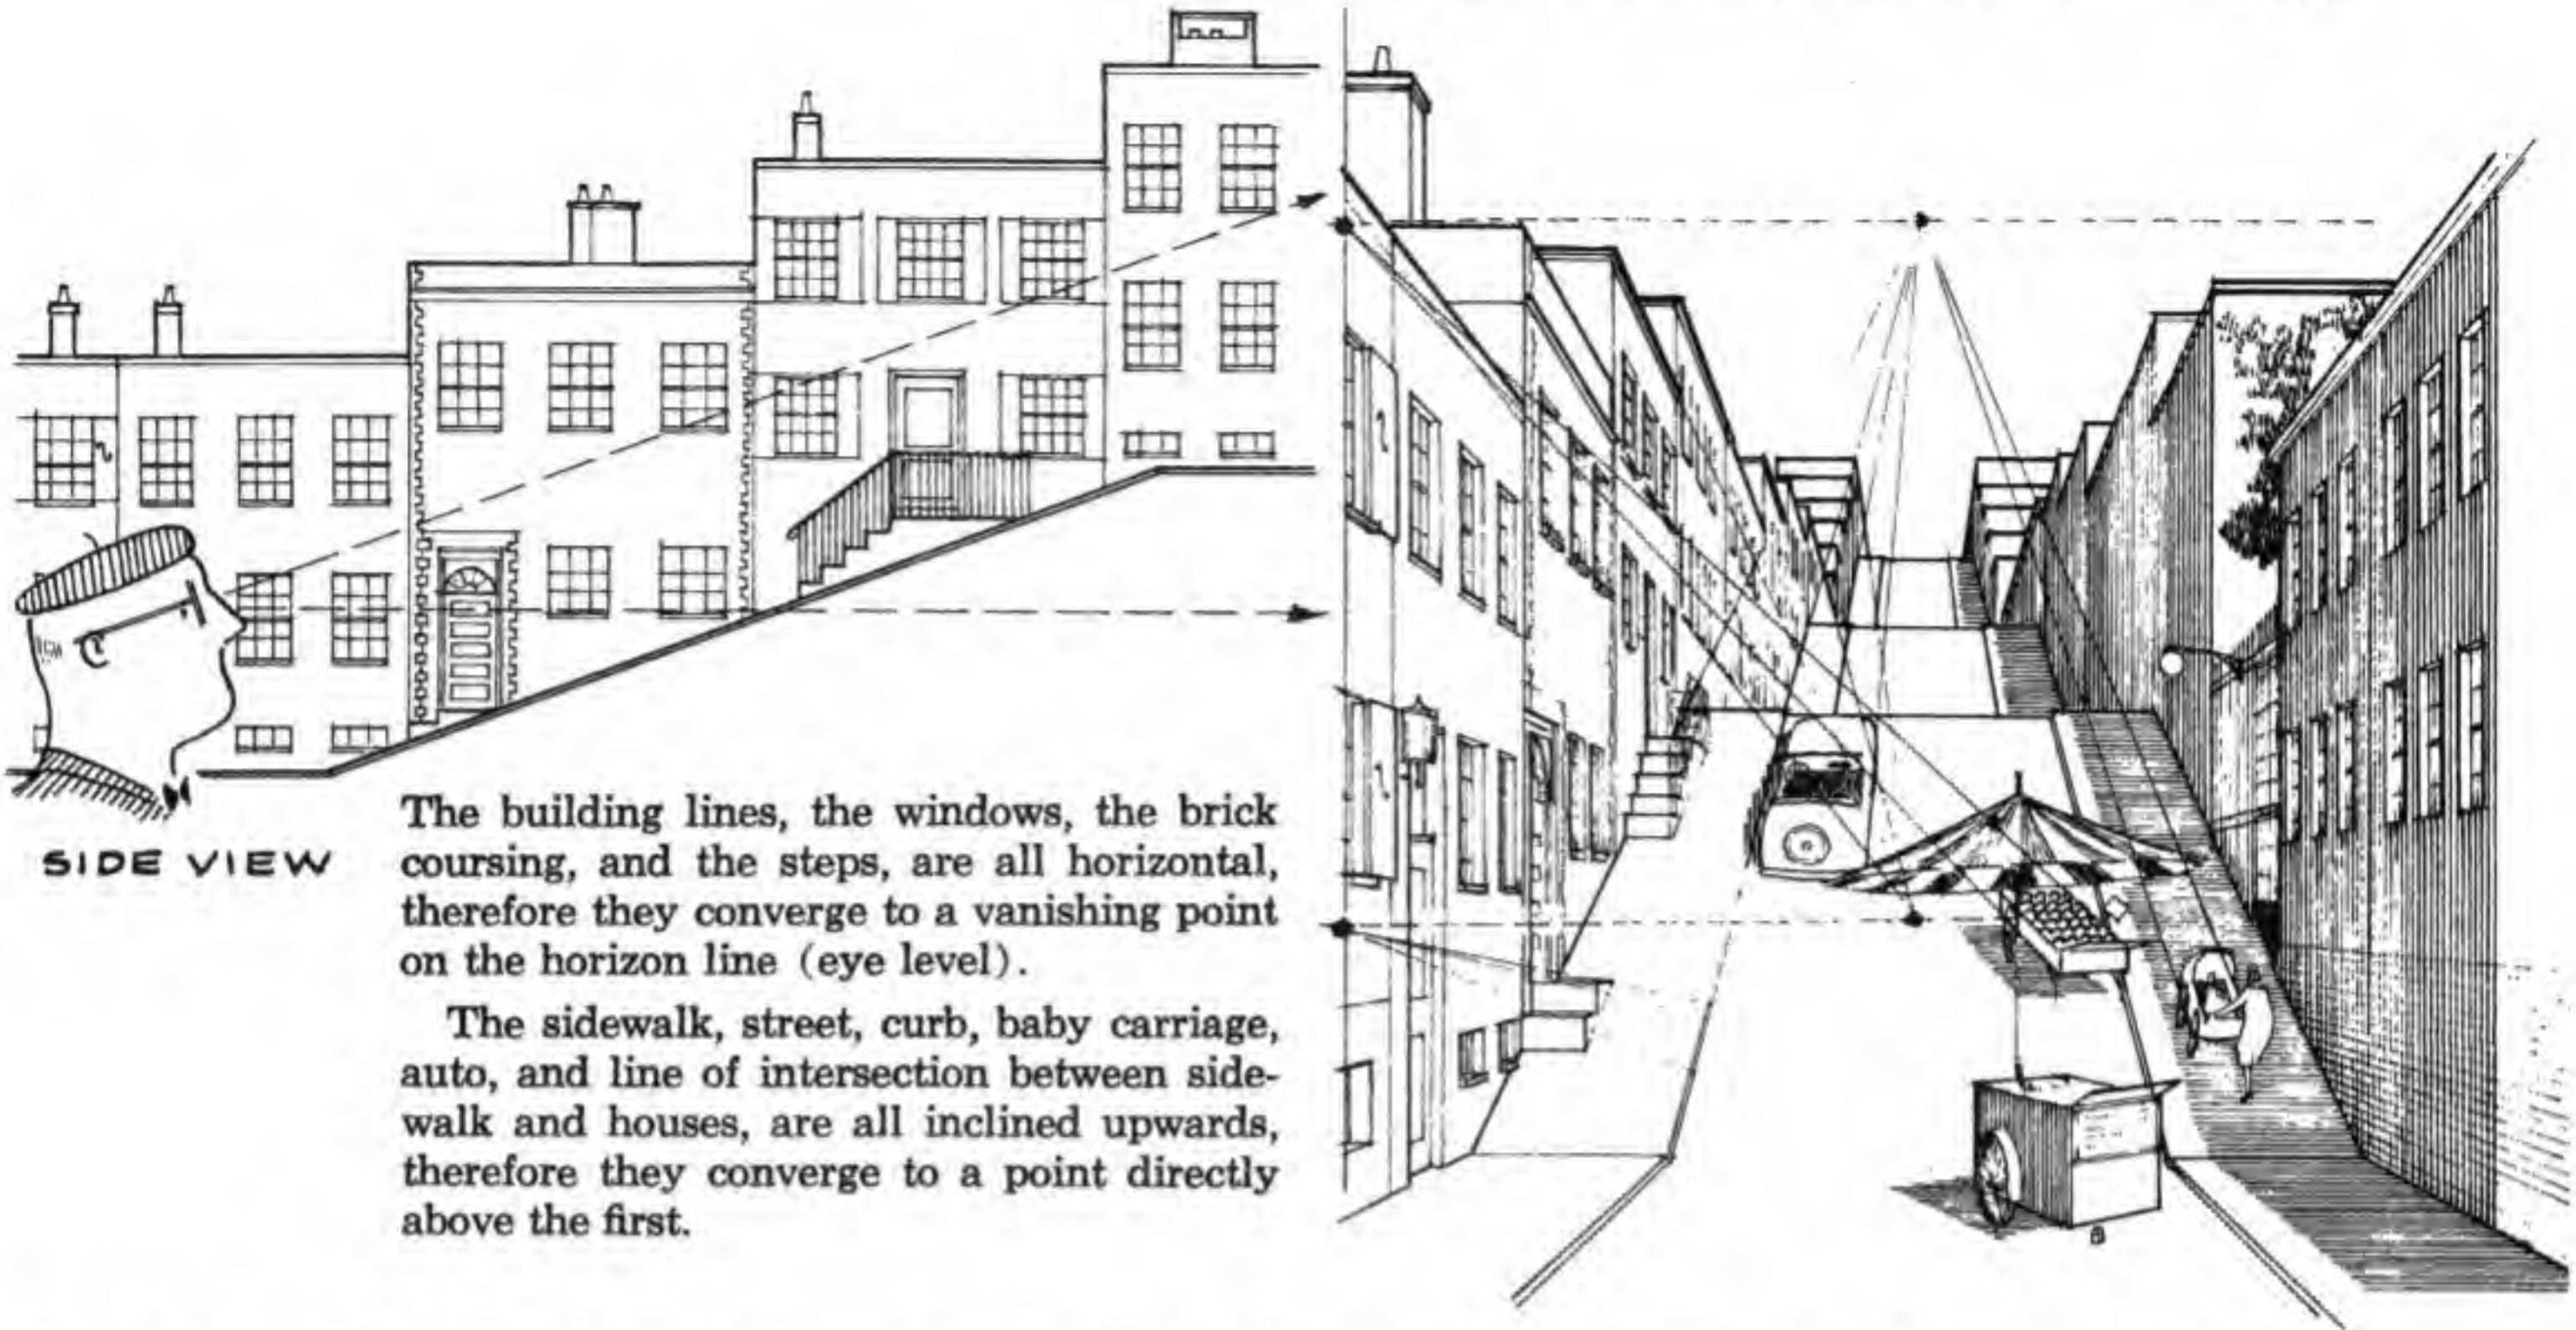 SIDE VIEW
The building lines, the windows, the brick
coursing, and the steps, are all horizontal,
therefore they converge to a vanishing point
on the horizon line (eye level).
The sidewalk, street, curb, baby carriage,
auto, and line of intersection between side-
walk and houses, are all inclined upwards,
therefore they converge to a point directly
above the first.